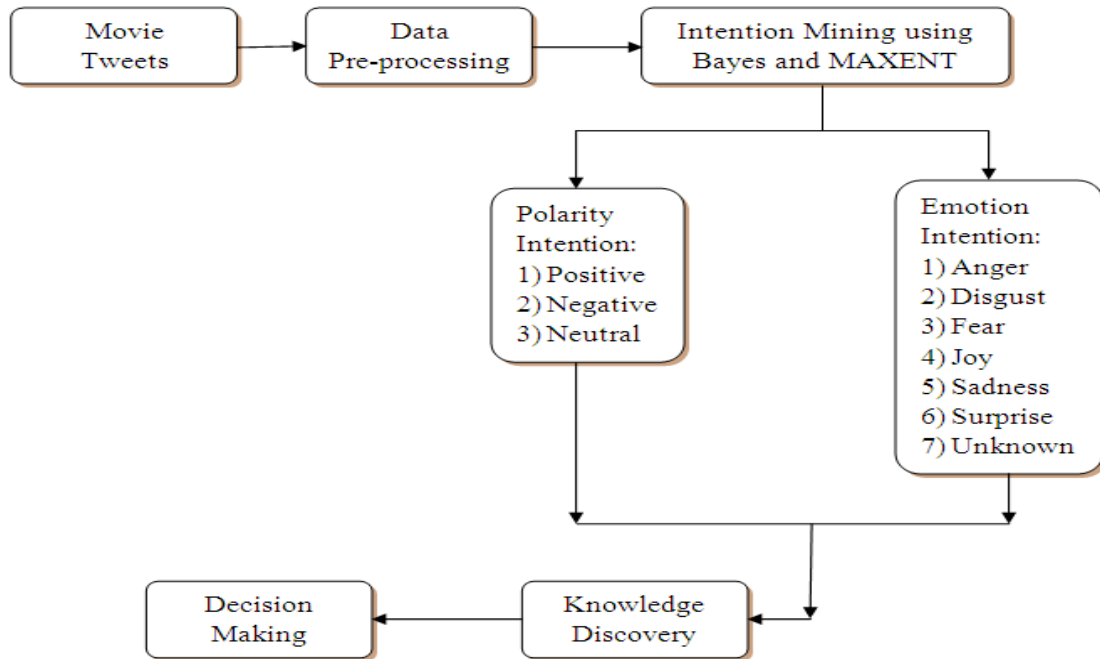 Movie
Tweets
Data
Pre-processing
Intention Mining using
Bayes and MAXENT
Polarity
Intention:
1) Positive
2) Negative
3) Neutral
Emotion
Intention:
1) Anger
2) Disgust
3) Fear
4) Joy
5) Sadness
6) Surprise
7) Unknown
Decision
Making
Knowledge
Discovery